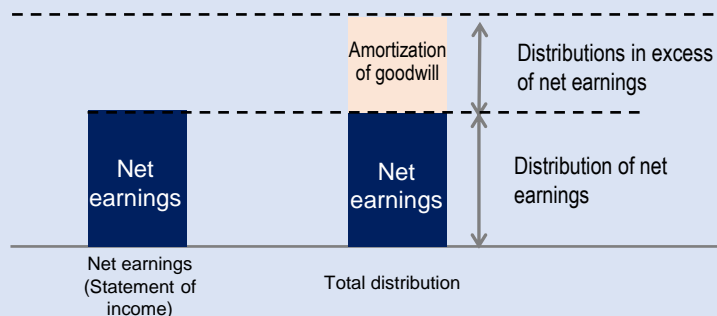 Amortization
of goodwill
Distributions in excess
of net earnings
Net
earnings
Net
earnings
Distribution of net
earnings
Net earnings
(Statement of
income)
Total distribution